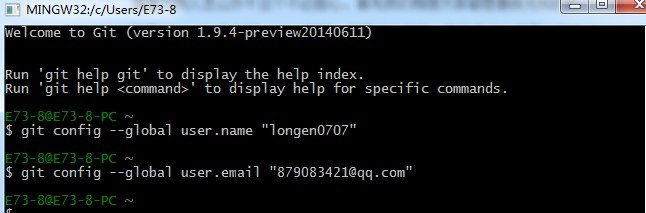 MINGW32:/c/Users/E73-8
Welcome to Git (version 1.9.4-preview20140611)
Run 'git help git' to display the help index.
Run 'git help <command>' to display help for specific commands.
E73-8@E73-8-PC ~
$ git config --global user.name "longen0707"
E73-8@E73-8-PC ~
$ git config --global user.email "879083421@qq.com"
E73-8@E73-8-PC ~
$